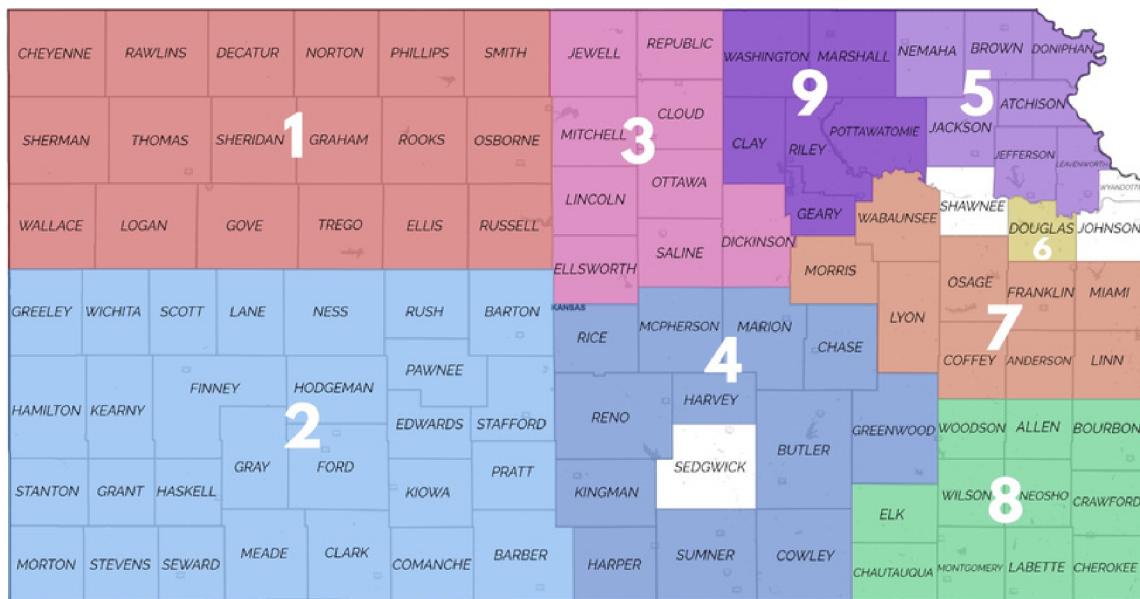 CHEYENNE RAWLINS DECATUR NORTON PHILLIPS SMITH JEWELL REPUBLIC WASHINGTON MARSHALL NEMAHA BROWN DONIPHAN
9 5
SHERMAN THOMAS SHERIDAN 1 GRAHAM ROOKS OSBORNE MITCHELL 3 CLOUD CLAY RILEY POTTAWATOMIE JACKSON ATCHISON
JEFFERSON LEAVENWORTH
WYANDOTTE
WALLACE LOGAN GOVE TREGO ELLIS RUSSELL LINCOLN OTTAWA GEARY WABAUNSEE SHAWNEE DOUGLAS JOHNSON
6
ELLSWORTH SALINE DICKINSON MORRIS
GREELEY WICHITA SCOTT LANE NESS RUSH BARTON KANSAS RICE MCPHERSON MARION CHASE LYON OSAGE FRANKLIN MIAMI
4 7
PAWNEE COFFEY ANDERSON LINN
HAMILTON KEARNY FINNEY HODGEMAN EDWARDS STAFFORD RENO HARVEY BUTLER GREENWOOD WOODSON ALLEN BOURBON
2
STANTON GRANT HASKELL GRAY FORD KIOWA PRATT KINGMAN SEDGWICK ELK WILSON 8 NEOSHO CRAWFORD
MORTON STEVENS SEWARD MEADE CLARK COMANCHE BARBER HARPER SUMNER COWLEY CHAUTAUQUA MONTGOMERY LABETTE CHEROKEE